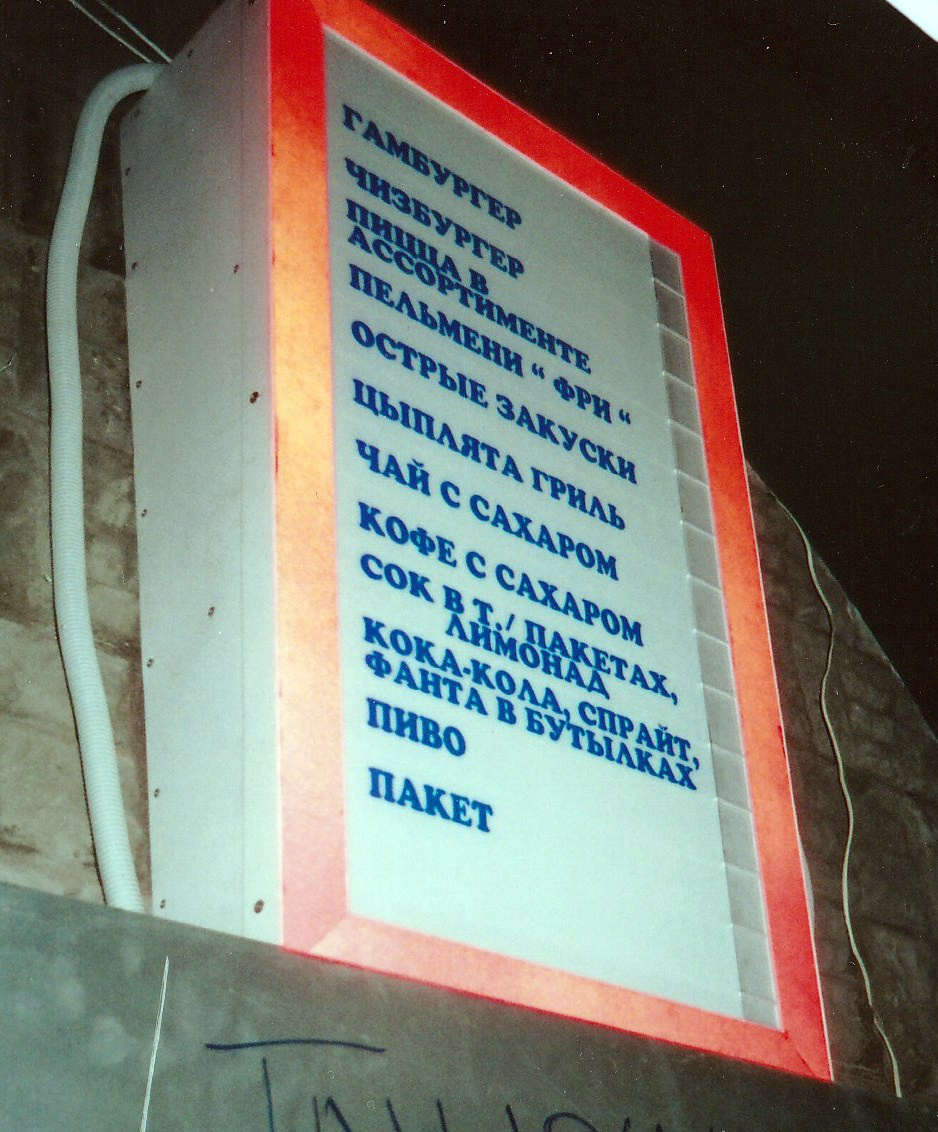 ГАМБУРГЕР
ЧИЗБУРГЕР
ПИЦЦА В
АССОРТИМЕНТЕ
ПЕЛЬМЕНИ “ ФРИ “
ОСТРЫЕ ЗАКУСКИ
ЦЫПЛЯТА ГРИЛЬ
ЧАЙ С САХАРОМ
КОФЕ С САХАРОМ
СОК В Т./ ПАКЕТАХ,
ЛИМОНАД
КОКА-КОЛА, СПРАЙТ,
ФАНТА В БУТЫЛКАХ
ПИВО
ПАКЕТ